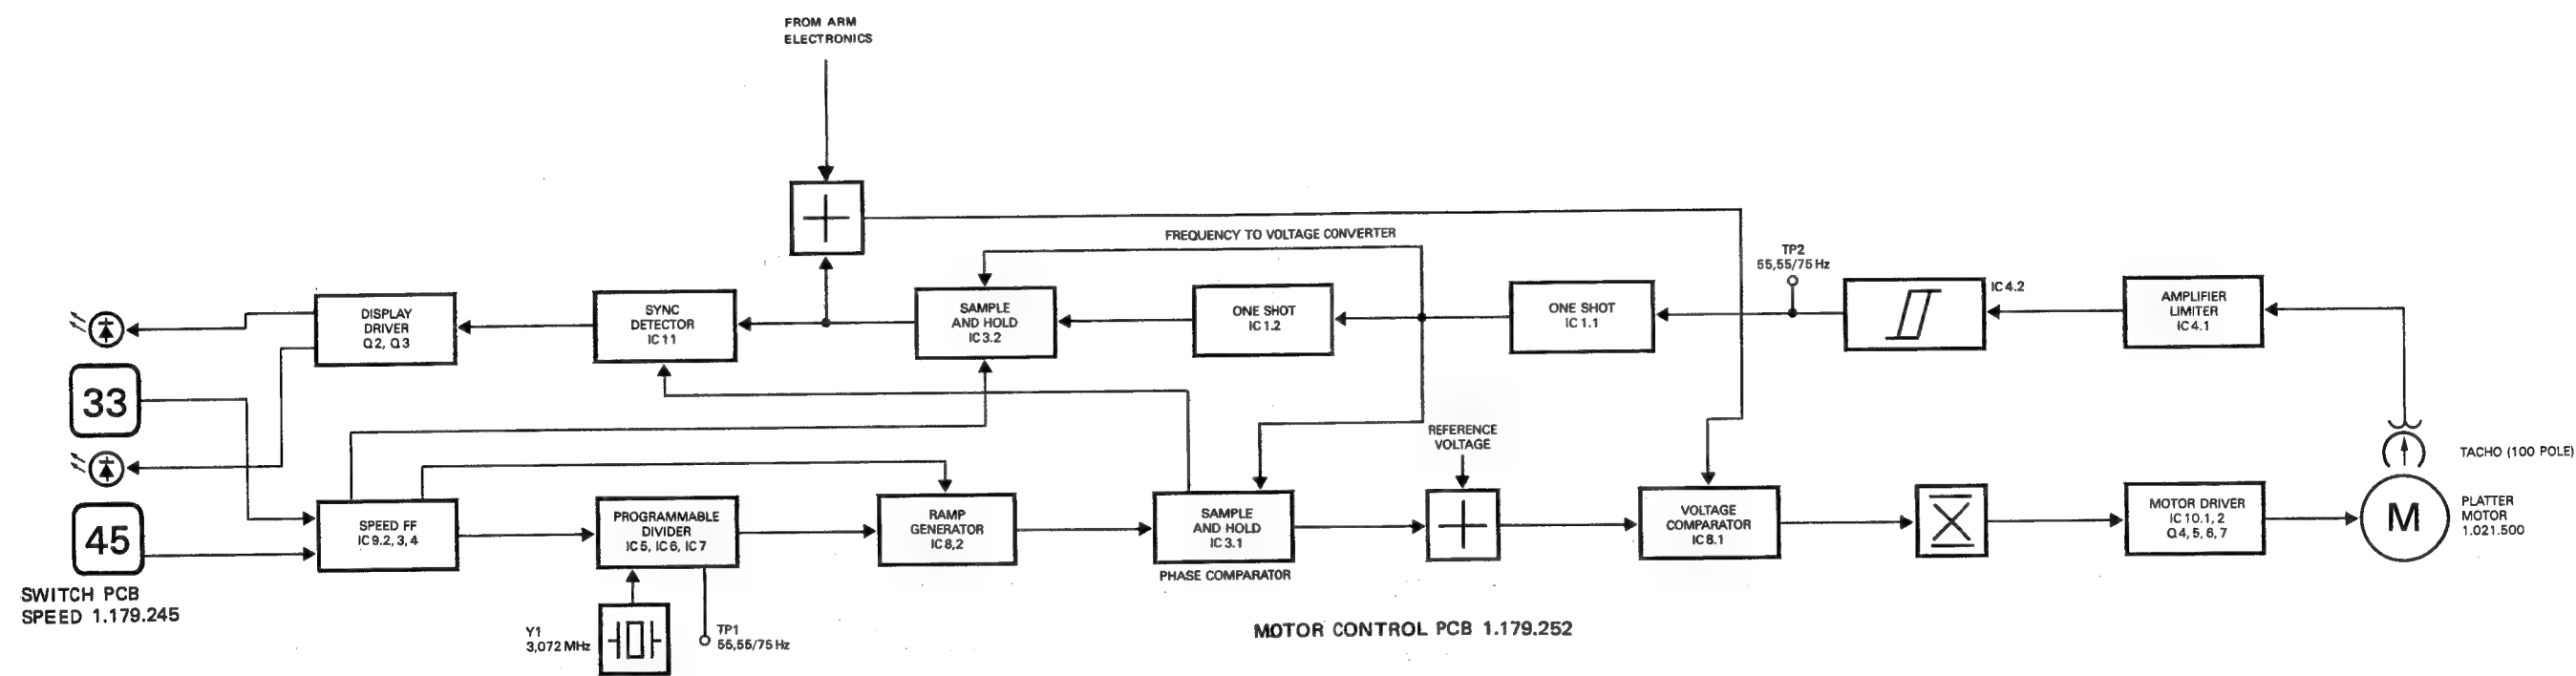 FROM ARM
ELECTRONICS
FREQUENCY TO VOLTAGE CONVERTER
TP2
55,55/75 Hz
DISPLAY
DRIVER
Q2, Q3
SYNC
DETECTOR
IC 11
SAMPLE
AND HOLD
IC 3.2
ONE SHOT
IC 1.2
ONE SHOT
IC 1.1
IC 4.2
AMPLIFIER
LIMITER
IC 4.1
33
45
SWITCH PCB
SPEED 1.179.245
SPEED FF
IC 9.2, 3, 4
PROGRAMMABLE
DIVIDER
IC 5, IC 6, IC 7
RAMP
GENERATOR
IC 8,2
SAMPLE
AND HOLD
IC 3.1
PHASE COMPARATOR
REFERENCE
VOLTAGE
VOLTAGE
COMPARATOR
IC 8.1
MOTOR DRIVER
IC 10.1, 2
Q 4, 5, 6, 7
TACHO (100 POLE)
M
PLATTER
MOTOR
1.021.500
Y1
3,072 MHz
TP1
55,55/75 Hz
MOTOR CONTROL PCB 1.179.252